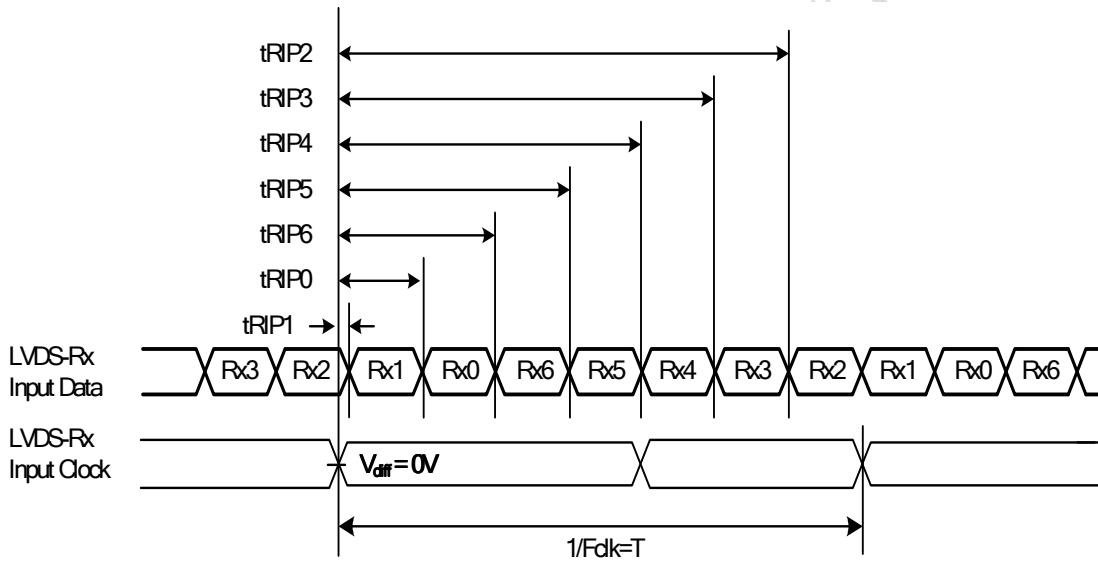 tRIP2
tRIP3
tRIP4
tRIP5
tRIP6
tRIP0
tRIP1
LVDS-Rx
Input Data
Rx3 Rx2 Rx1 Rx0 Rx6 Rx5 Rx4 Rx3 Rx2 Rx1 Rx0 Rx6
LVDS-Rx
Input Clock
Vdiff = 0V
1/Fclk=T